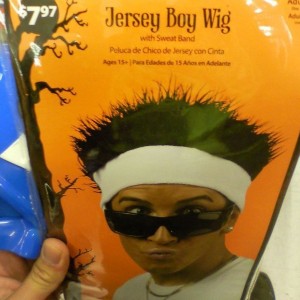 $7.97
Jersey Boy Wig
with Sweat Band
Peluca de Chico de Jersey con Cinta
Ages 15+ | Para Edades de 15 Años en Adelante